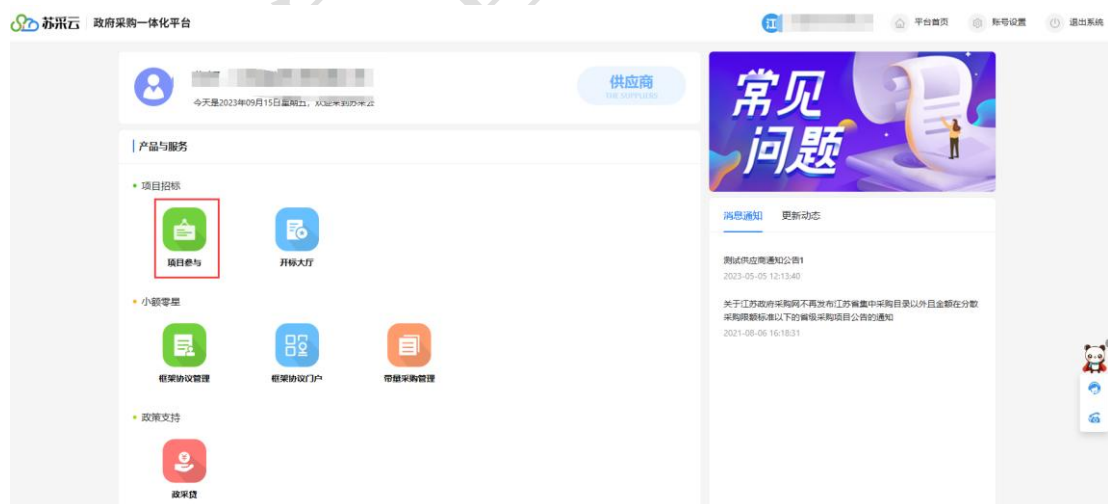 苏采云 政府采购一体化平台
江
平台首页
账号设置
退出系统
今天是2023年09月15日星期五，欢迎来到苏采云
供应商
THE SUPPLIERS
产品与服务
项目招标
项目参与
开标大厅
小额零星
框架协议管理
框架协议门户
带量采购管理
政策支持
政采贷
常见
问题
消息通知
更新动态
测试供应商通知公告1
2023-05-05 12:13:40
关于江苏政府采购网不再发布江苏省集中采购目录以外且金额在分散
采购限额标准以下的省级采购项目公告的通知
2021-08-06 16:18:31